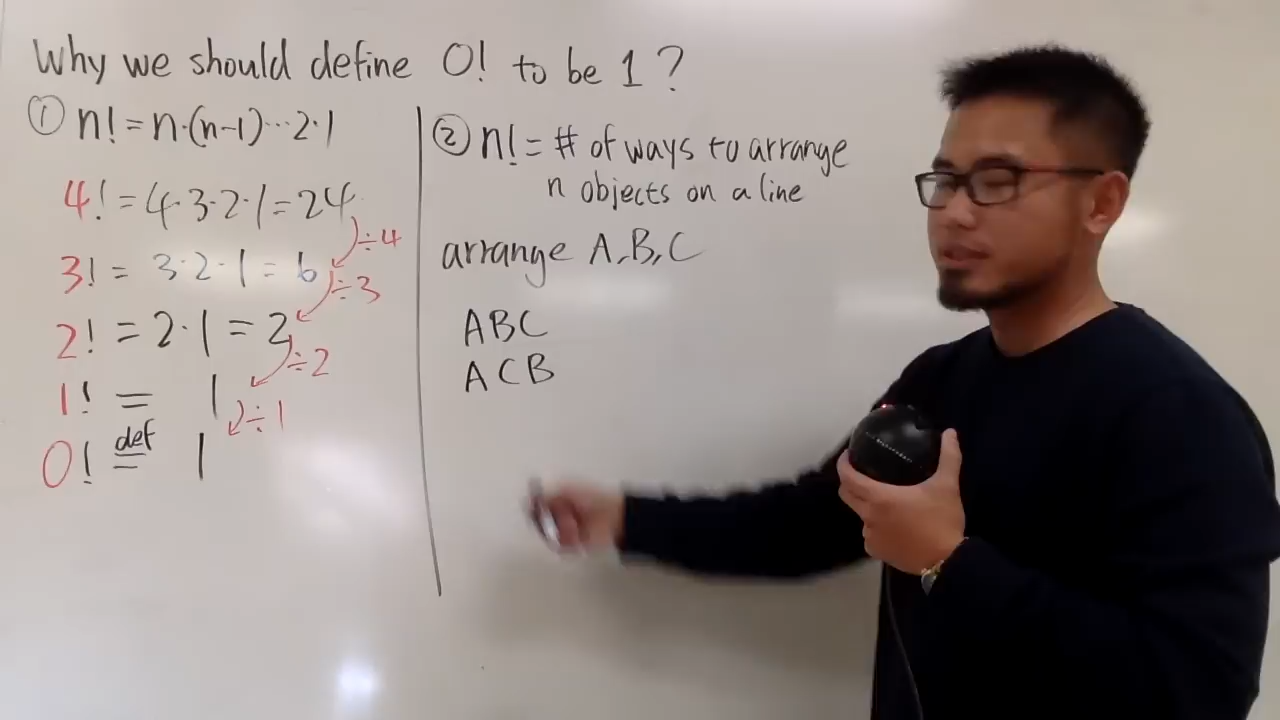 Why we should define 0! to be 1?
① n! = n·(n-1)···2·1
4! = 4·3·2·1 = 24
÷4
3! = 3·2·1 = 6
÷3
2! = 2·1 = 2
÷2
1! = 1
÷1
0! def = 1
② n! = # of ways to arrange
n objects on a line
arrange A,B,C
ABC
ACB